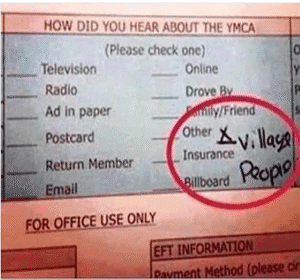 HOW DID YOU HEAR ABOUT THE YMCA
(Please check one)
Television Online
Radio Drove By
Ad in paper Family/Friend
Postcard Other X Village
Return Member Insurance People
Email Billboard
FOR OFFICE USE ONLY
EFT INFORMATION
Payment Method (please